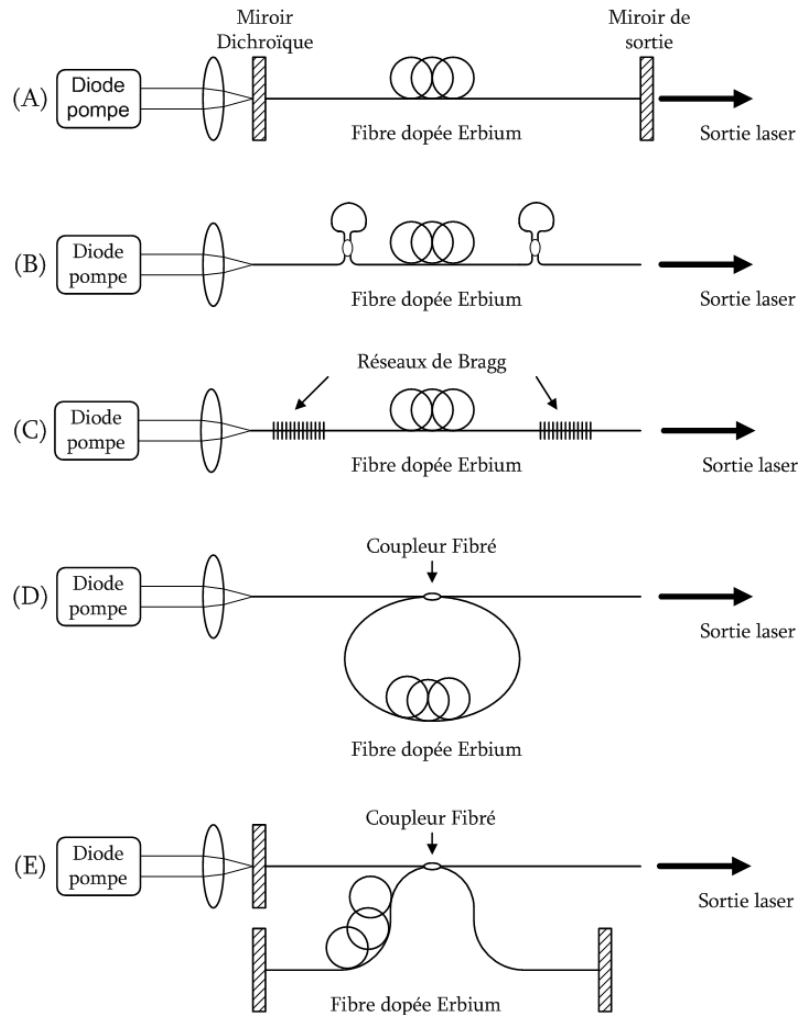 Miroir
Dichroïque
Miroir de
sortie
(A)
Diode
pompe
Fibre dopée Erbium
Sortie laser
(B)
Diode
pompe
Fibre dopée Erbium
Sortie laser
Réseaux de Bragg
(C)
Diode
pompe
Fibre dopée Erbium
Sortie laser
Coupleur Fibré
(D)
Diode
pompe
Sortie laser
Fibre dopée Erbium
Coupleur Fibré
(E)
Diode
pompe
Sortie laser
Fibre dopée Erbium